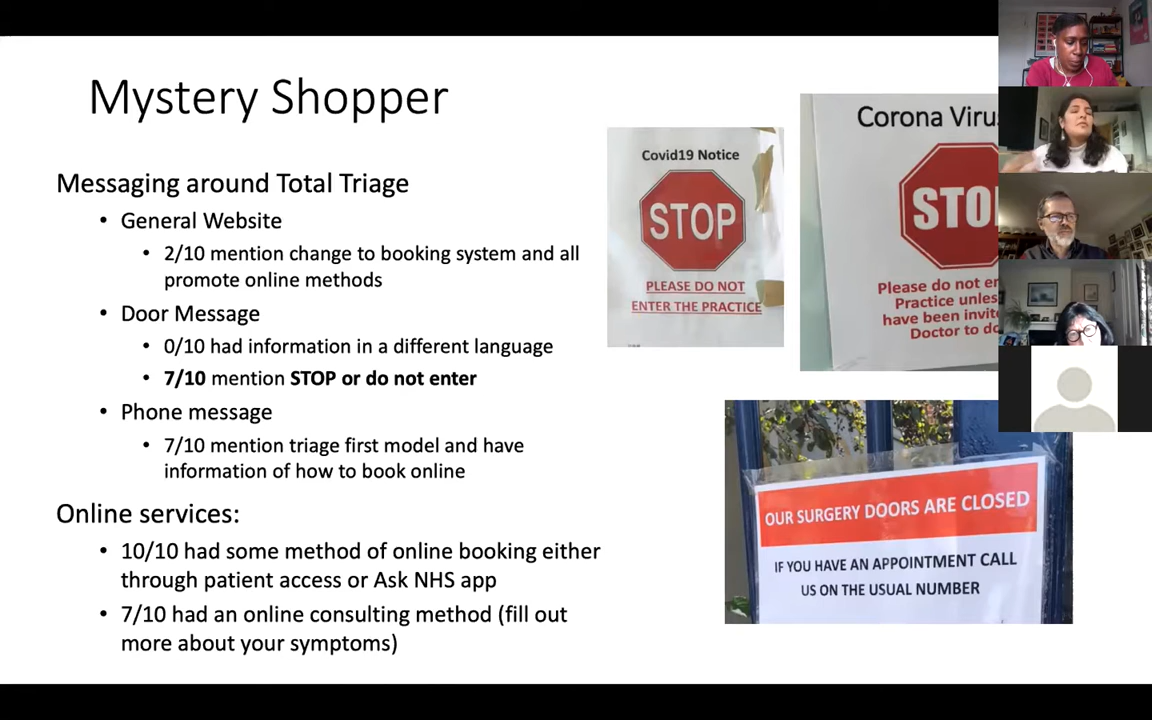 Mystery Shopper
Messaging around Total Triage
• General Website
• 2/10 mention change to booking system and all
promote online methods
• Door Message
• 0/10 had information in a different language
• 7/10 mention STOP or do not enter
• Phone message
• 7/10 mention triage first model and have
information of how to book online
Online services:
• 10/10 had some method of online booking either
through patient access or Ask NHS app
• 7/10 had an online consulting method (fill out
more about your symptoms)
Covid19 Notice
STOP
PLEASE DO NOT
ENTER THE PRACTICE
Corona
Please do not
Practice
have been
Doctor to
OUR SURGERY DOORS ARE CLOSED
IF YOU HAVE AN APPOINTMENT CALL
US ON THE USUAL NUMBER